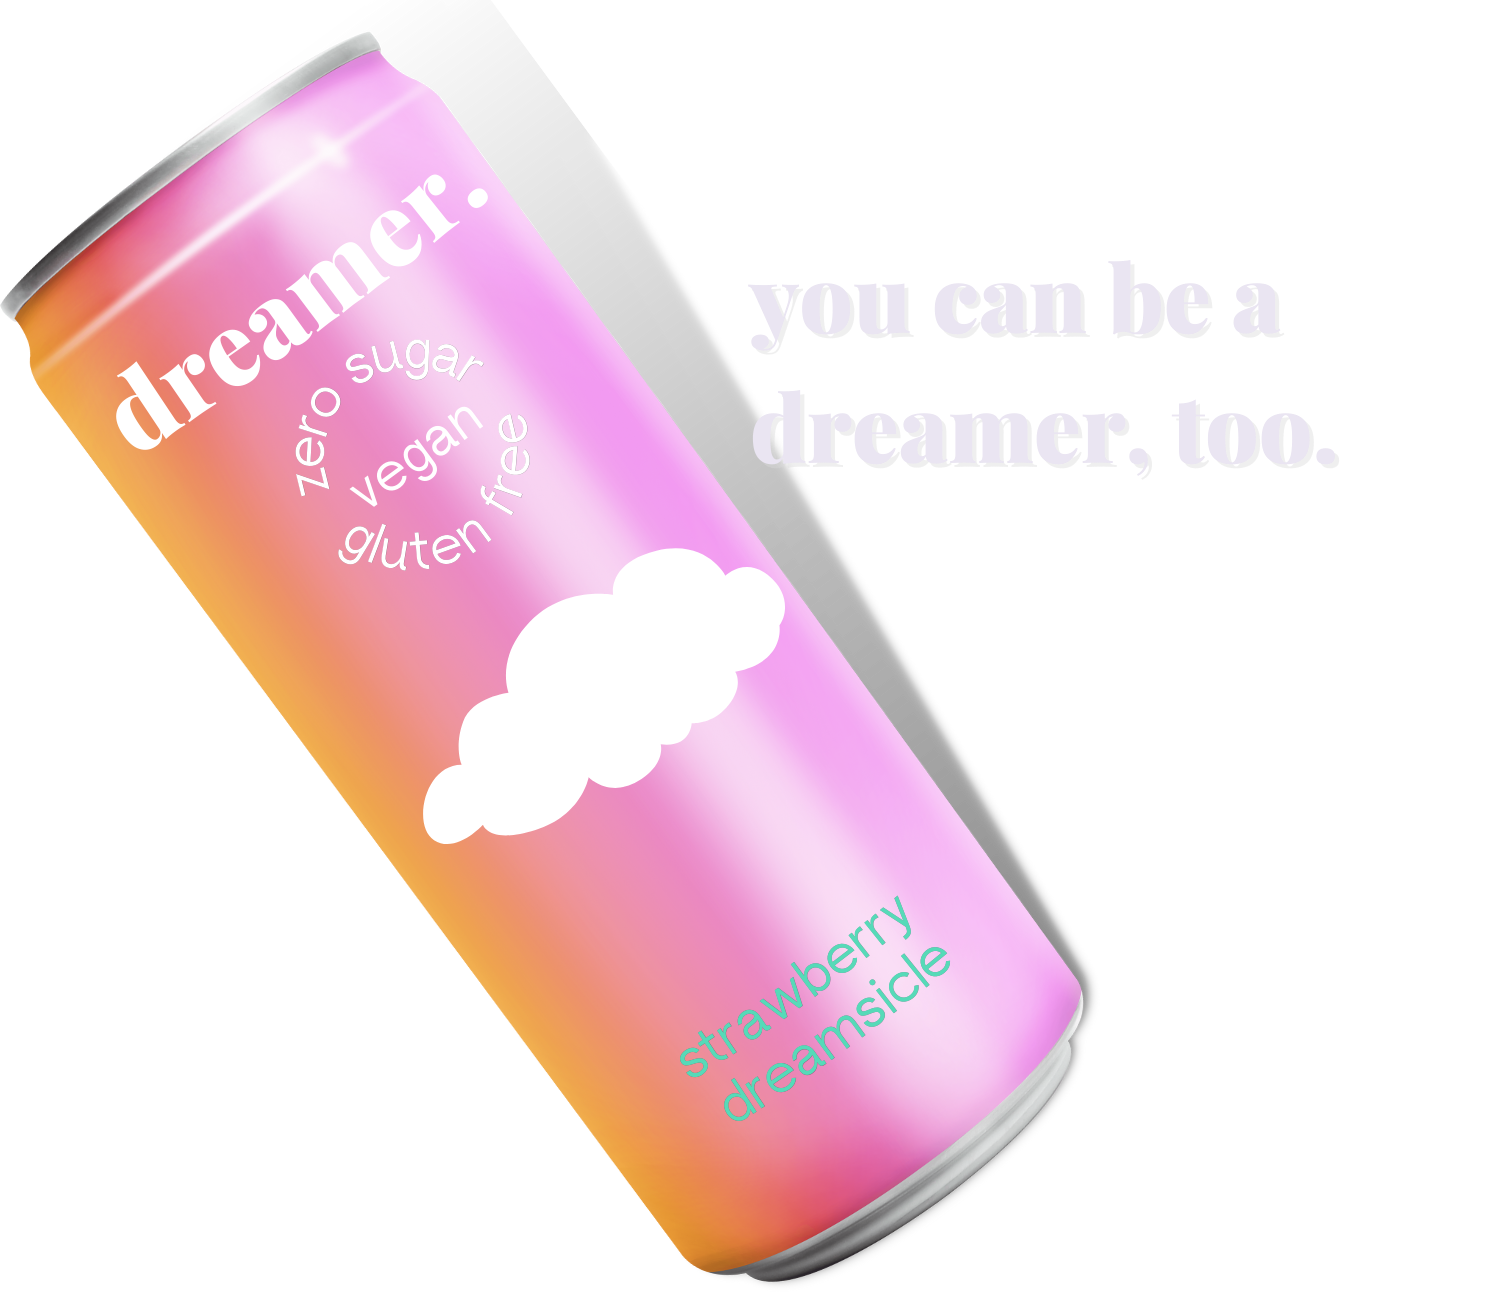 dreamer.
zero sugar
vegan
gluten free
strawberry
dreamsicle
you can be a
dreamer, too.